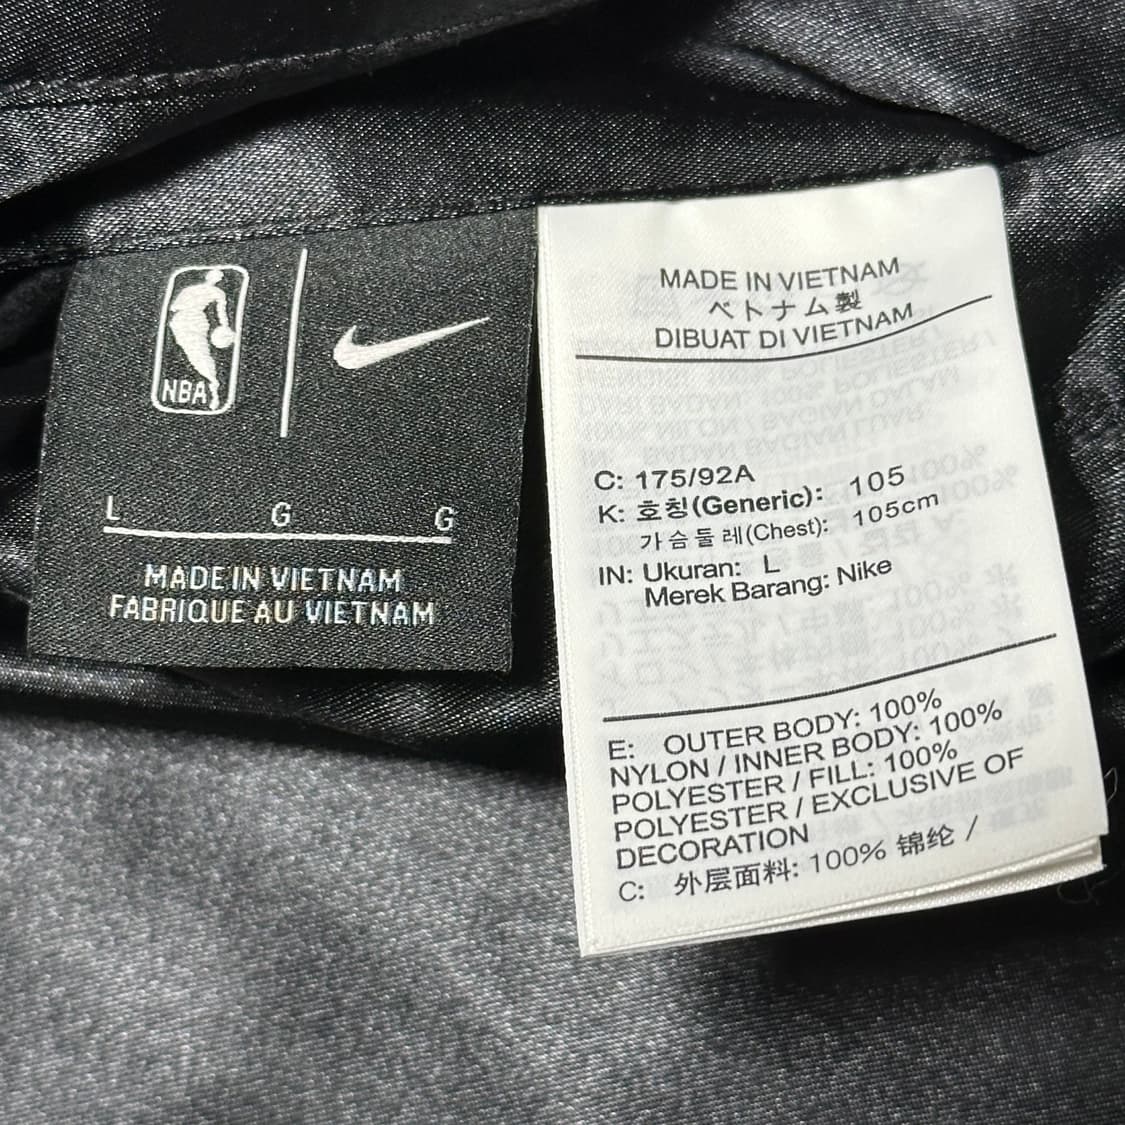 NBA
L G G
MADE IN VIETNAM
FABRIQUE AU VIETNAM
MADE IN VIETNAM
ベトナム製
DIBUAT DI VIETNAM
C: 175/92A
K: 호칭(Generic): 105
가슴둘레(Chest): 105cm
IN: Ukuran: L
Merek Barang: Nike
E: OUTER BODY: 100%
NYLON / INNER BODY: 100%
POLYESTER / FILL: 100%
POLYESTER / EXCLUSIVE OF
DECORATION
C: 外层面料: 100% 锦纶 /